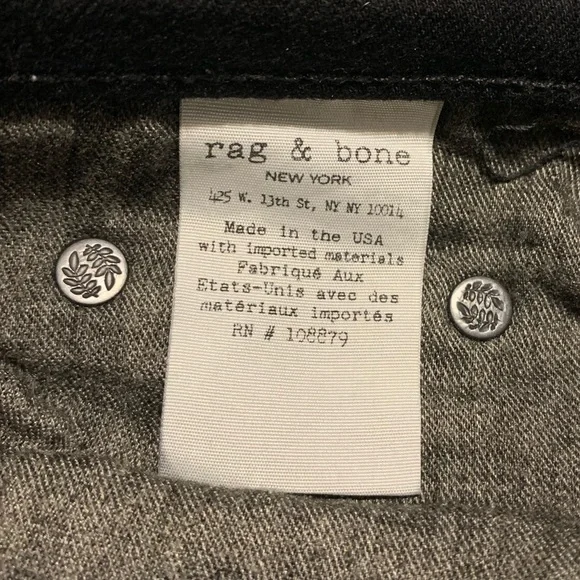 rag & bone
NEW YORK
425 W. 13th St, NY NY 10014
Made in the USA
with imported materials
Fabriqué Aux
Etats-Unis avec des
matériaux importés
RN # 108879